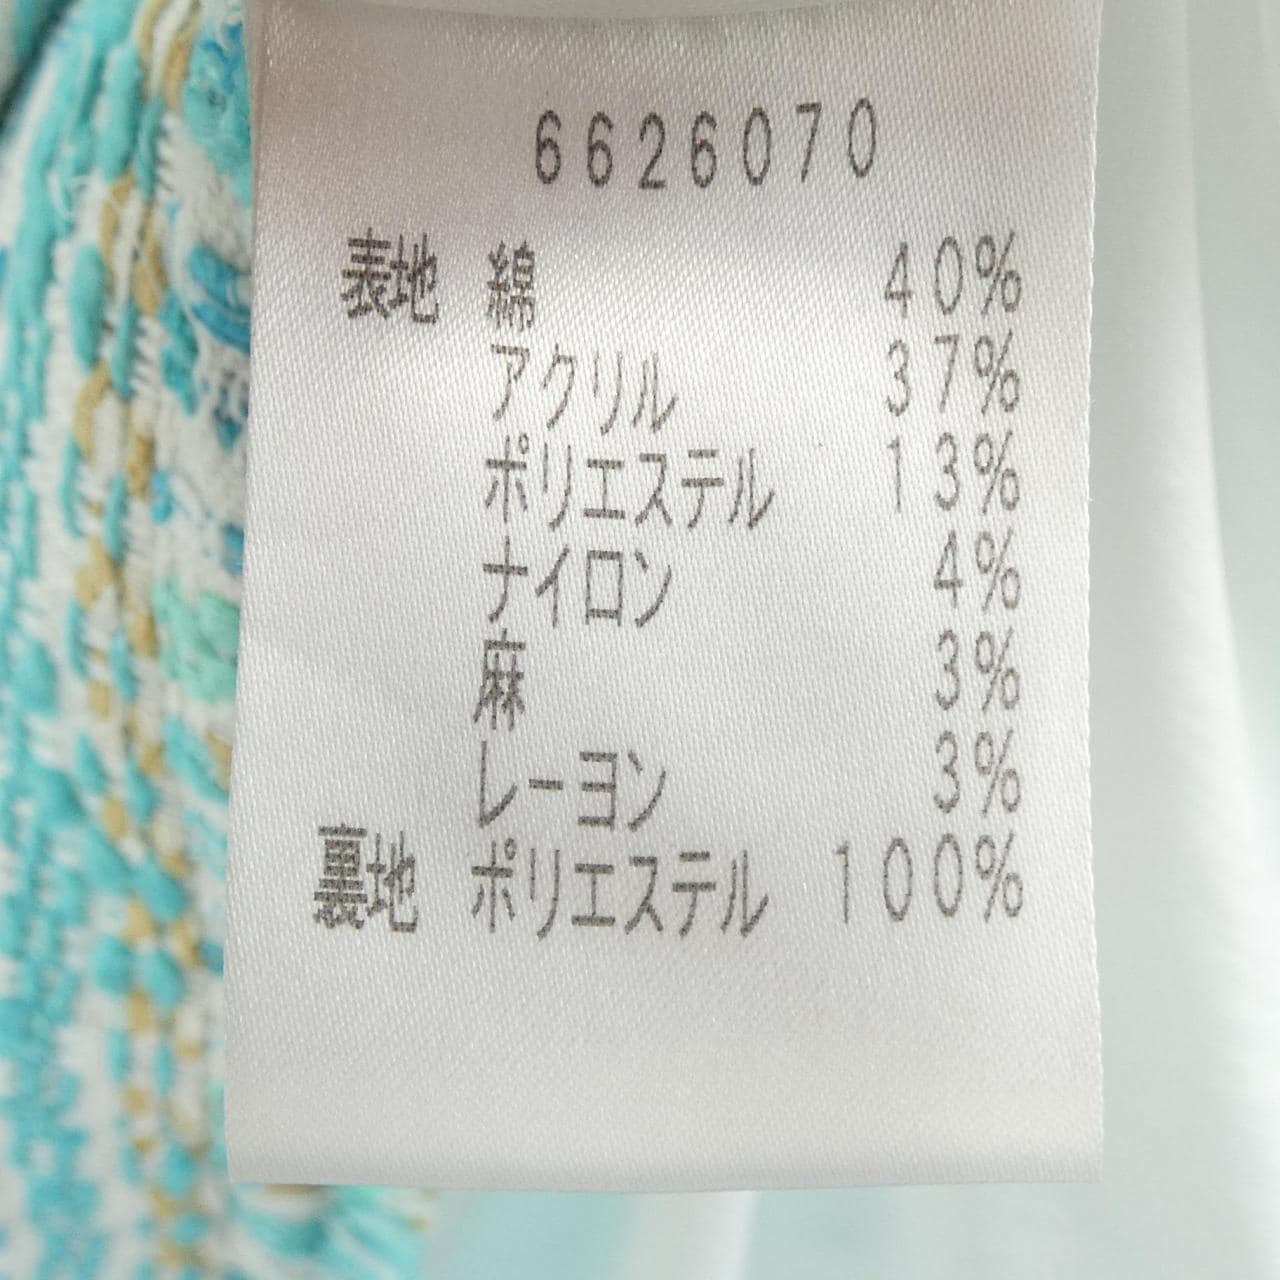 6626070
表地 綿 40%
アクリル 37%
ポリエステル 13%
ナイロン 4%
麻 3%
レーヨン 3%
裏地 ポリエステル 100%